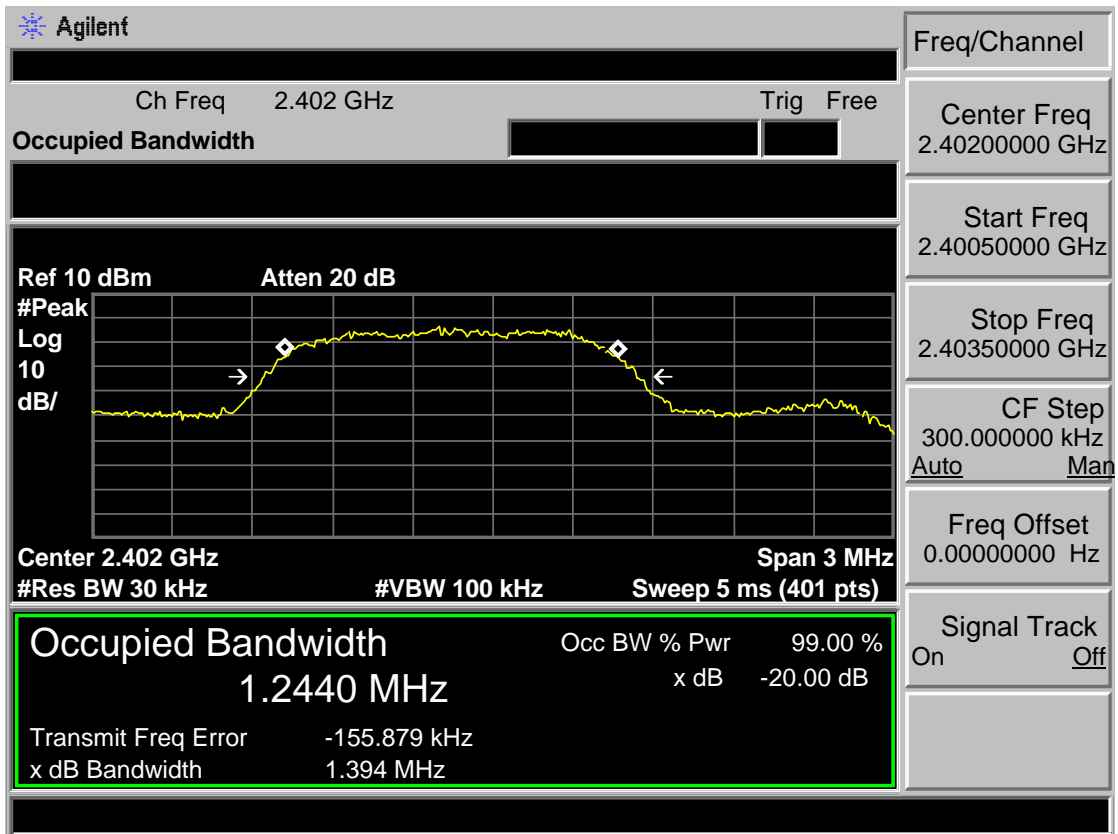 Agilent
Freq/Channel
Ch Freq 2.402 GHz Trig Free
Occupied Bandwidth
Center Freq
2.40200000 GHz
Start Freq
2.40050000 GHz
Stop Freq
2.40350000 GHz
CF Step
300.000000 kHz
Auto Man
Freq Offset
0.00000000 Hz
Signal Track
On Off
Ref 10 dBm Atten 20 dB
#Peak
Log
10
dB/
Center 2.402 GHz Span 3 MHz
#Res BW 30 kHz #VBW 100 kHz Sweep 5 ms (401 pts)
Occupied Bandwidth Occ BW % Pwr 99.00 %
1.2440 MHz x dB -20.00 dB
Transmit Freq Error -155.879 kHz
x dB Bandwidth 1.394 MHz